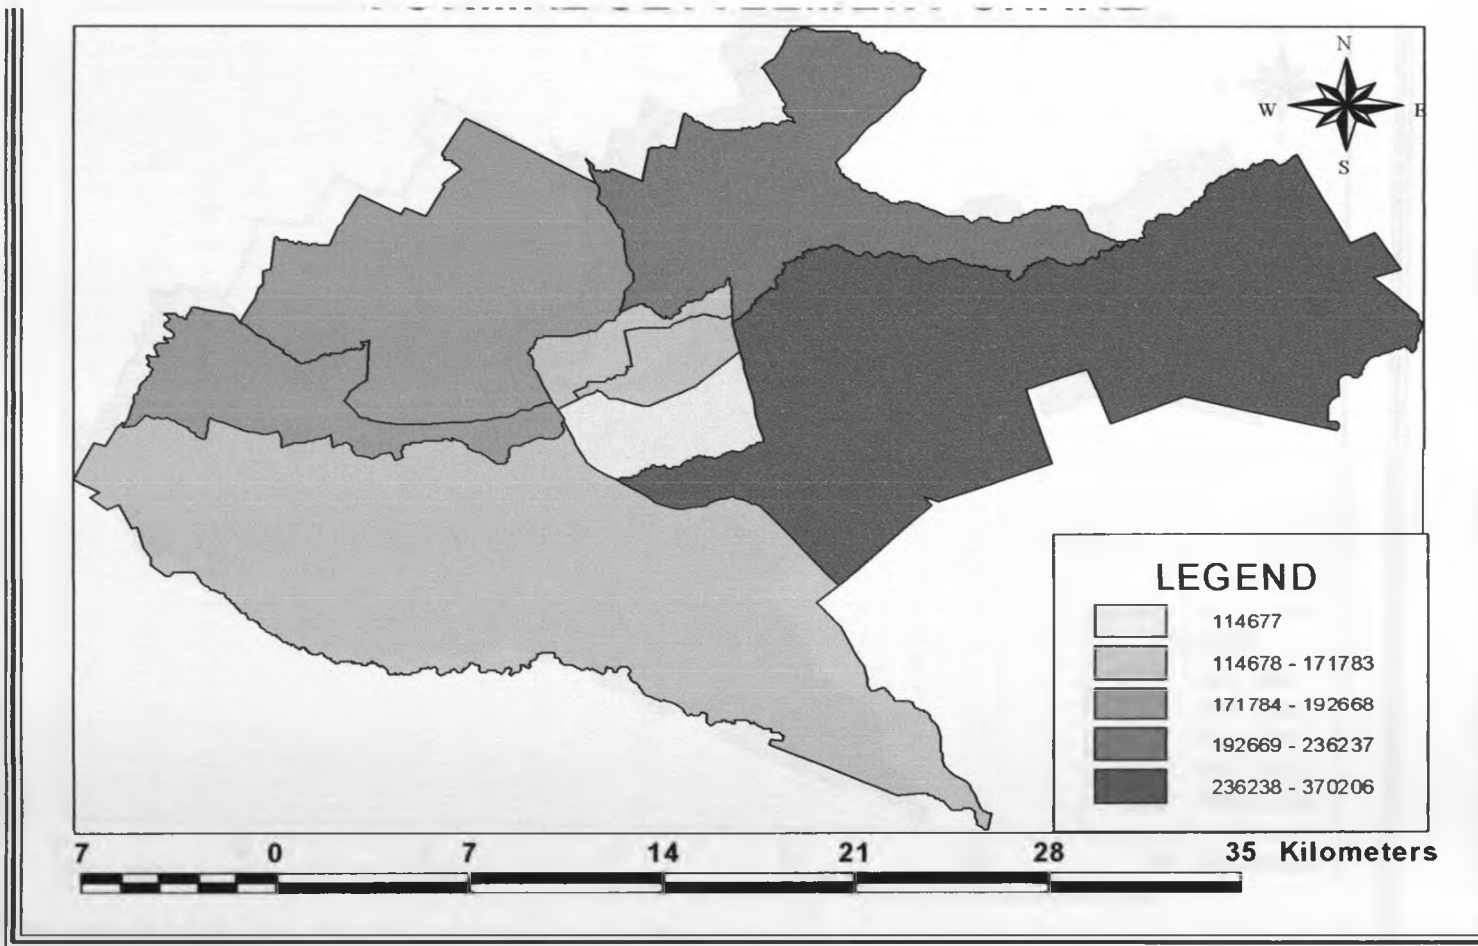 N
W E
S
LEGEND
114677
114678 - 171783
171784 - 192668
192669 - 236237
236238 - 370206
7 0 7 14 21 28 35 Kilometers